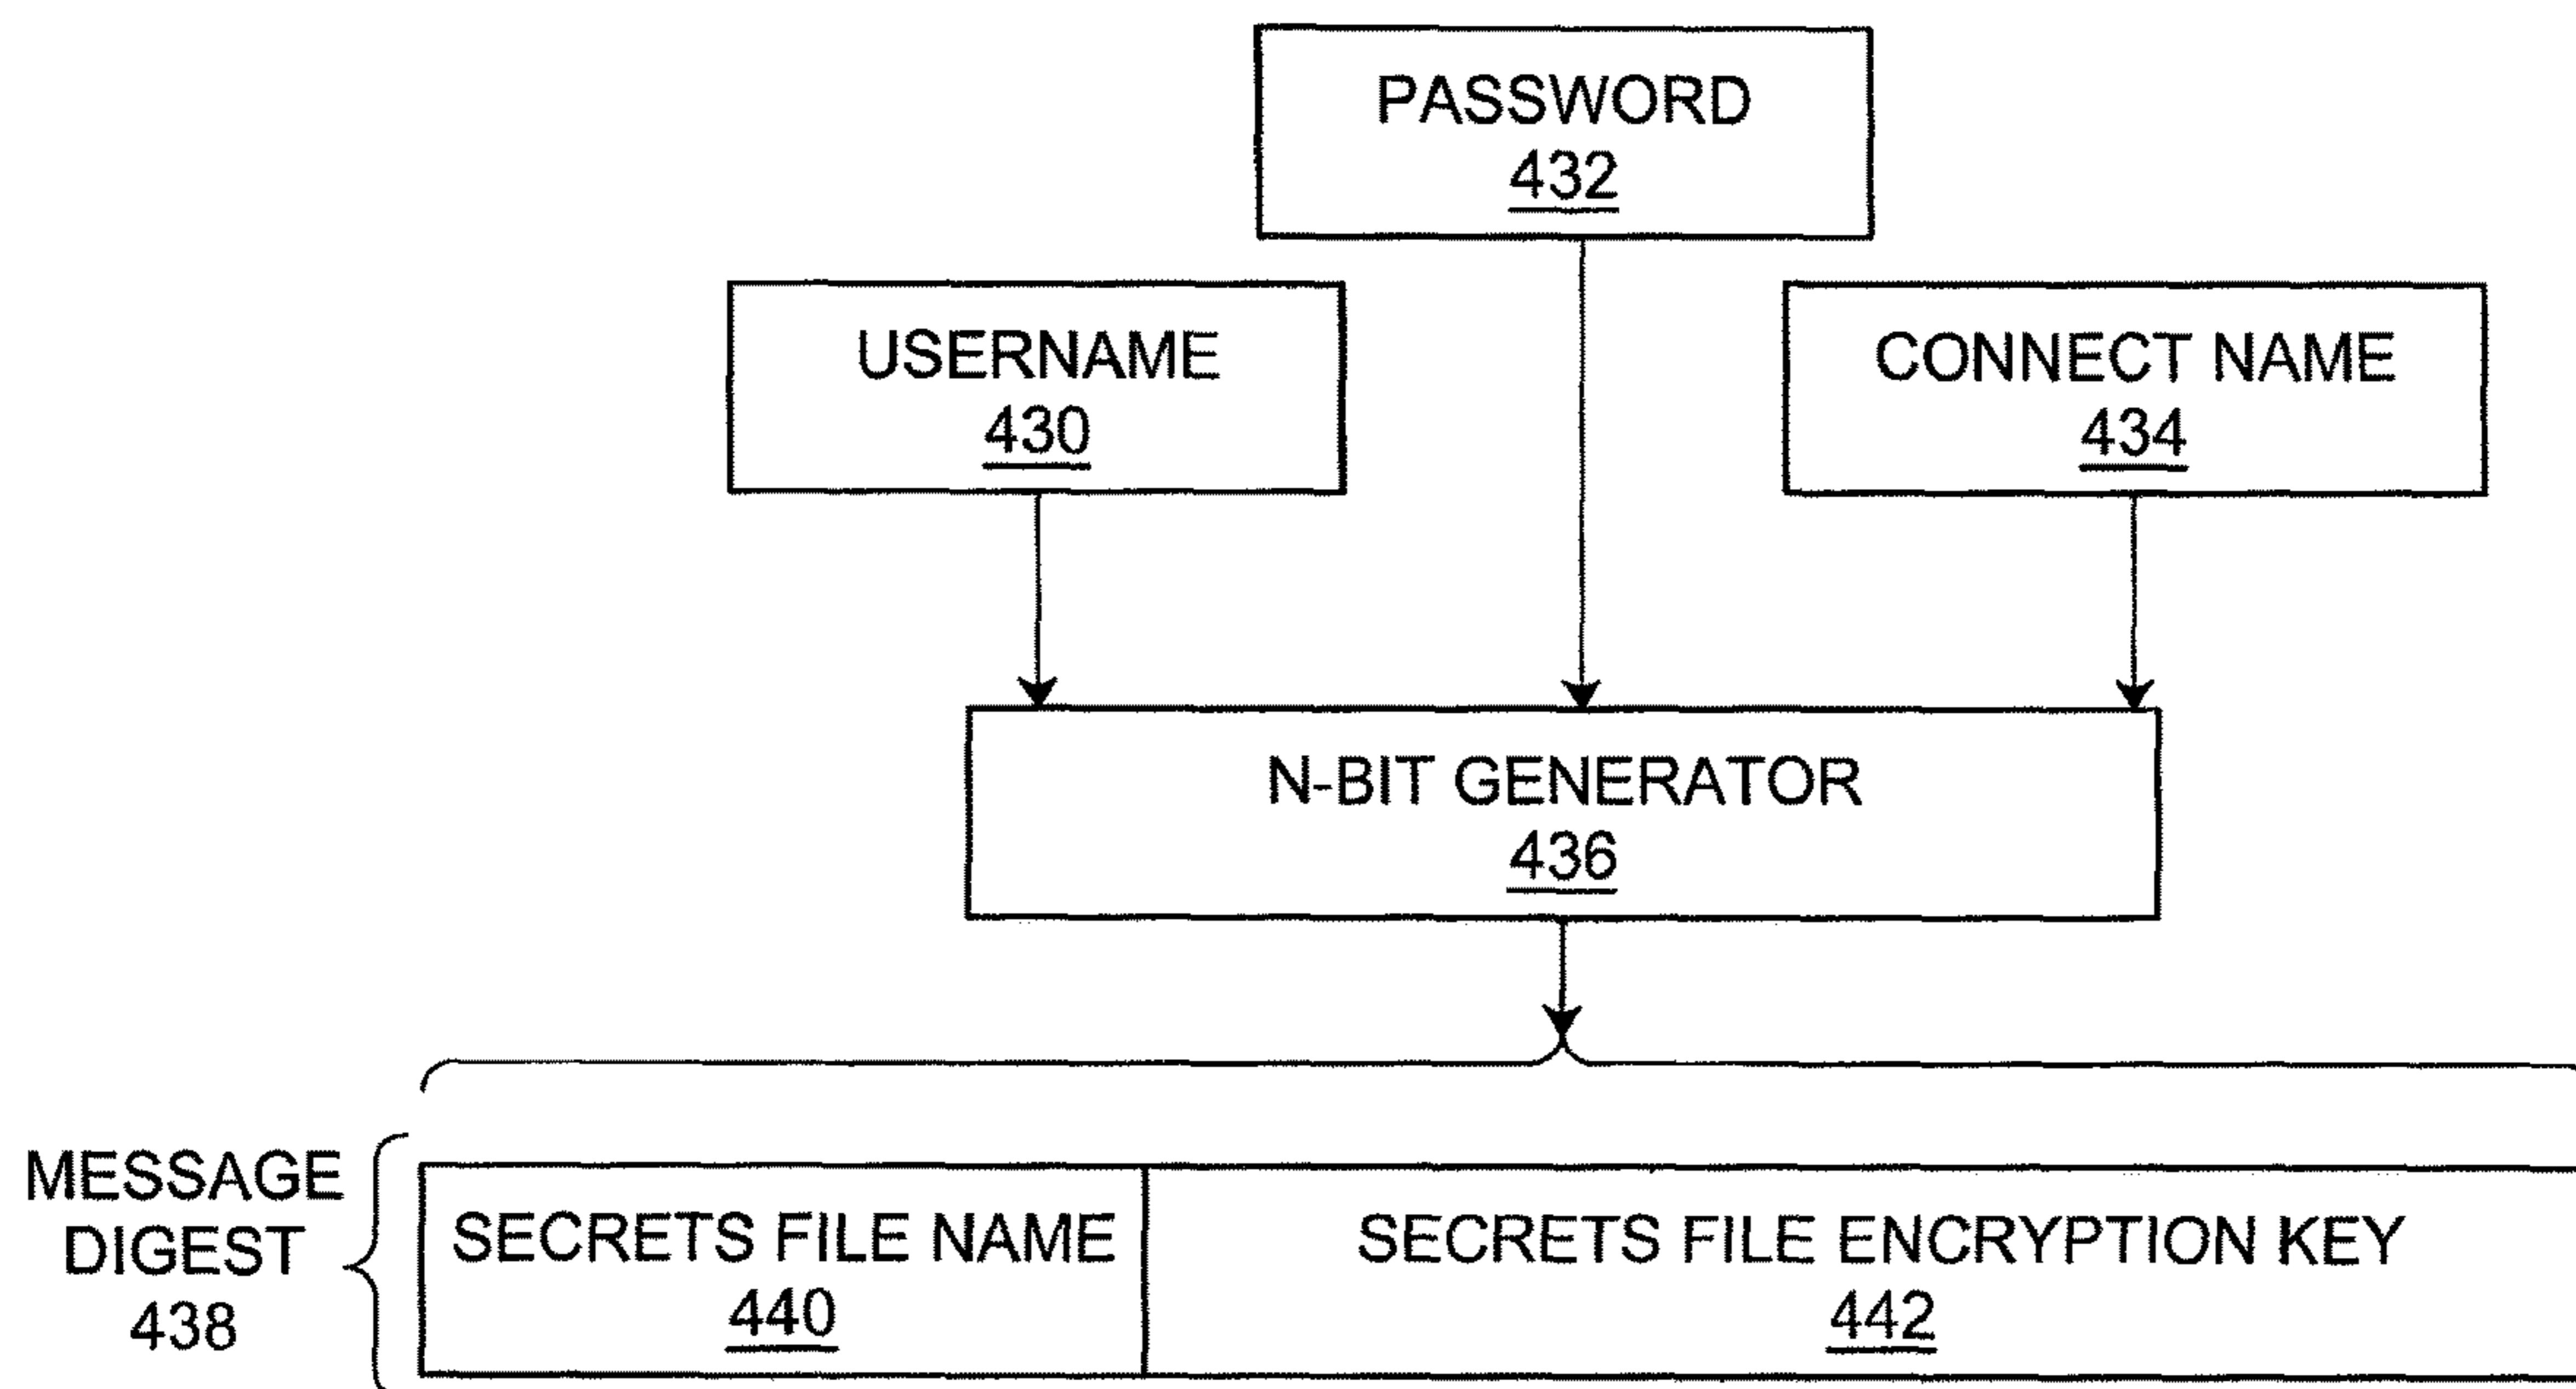 PASSWORD
432
USERNAME
430
CONNECT NAME
434
N-BIT GENERATOR
436
MESSAGE
DIGEST
438
SECRETS FILE NAME
440
SECRETS FILE ENCRYPTION KEY
442